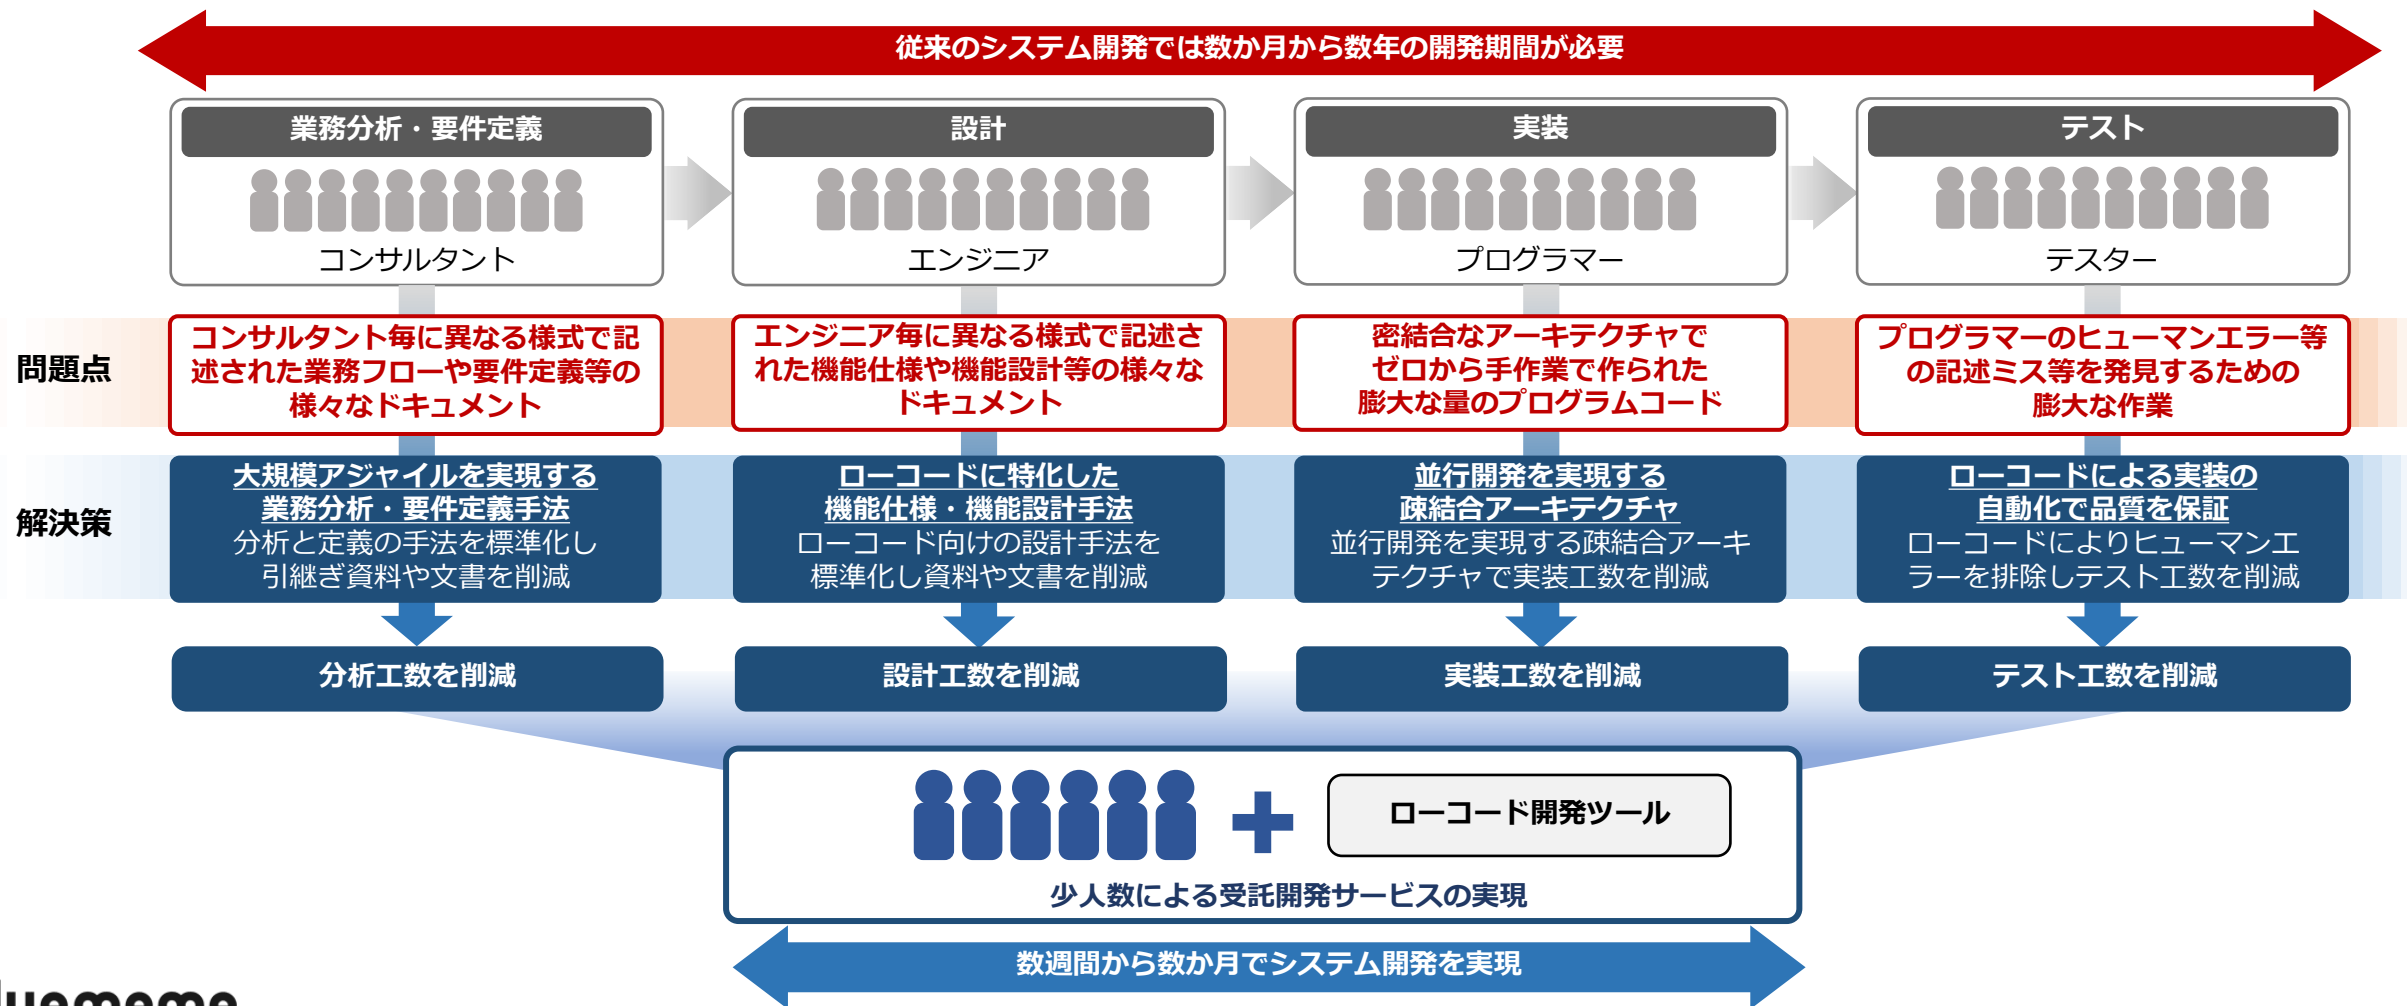 従来のシステム開発では数か月から数年の開発期間が必要
業務分析・要件定義
コンサルタント
設計
エンジニア
実装
プログラマー
テスト
テスター
問題点
コンサルタント毎に異なる様式で記
述された業務フローや要件定義等の
様々なドキュメント
エンジニア毎に異なる様式で記述さ
れた機能仕様や機能設計等の様々な
ドキュメント
密結合なアーキテクチャで
ゼロから手作業で作られた
膨大な量のプログラムコード
プログラマーのヒューマンエラー等
の記述ミス等を発見するための
膨大な作業
解決策
大規模アジャイルを実現する
業務分析・要件定義手法
分析と定義の手法を標準化し
引継ぎ資料や文書を削減
ローコードに特化した
機能仕様・機能設計手法
ローコード向けの設計手法を
標準化し資料や文書を削減
並行開発を実現する
疎結合アーキテクチャ
並行開発を実現する疎結合アーキ
テクチャで実装工数を削減
ローコードによる実装の
自動化で品質を保証
ローコードによりヒューマンエ
ラーを排除しテスト工数を削減
分析工数を削減
設計工数を削減
実装工数を削減
テスト工数を削減
ローコード開発ツール
少人数による受託開発サービスの実現
数週間から数か月でシステム開発を実現